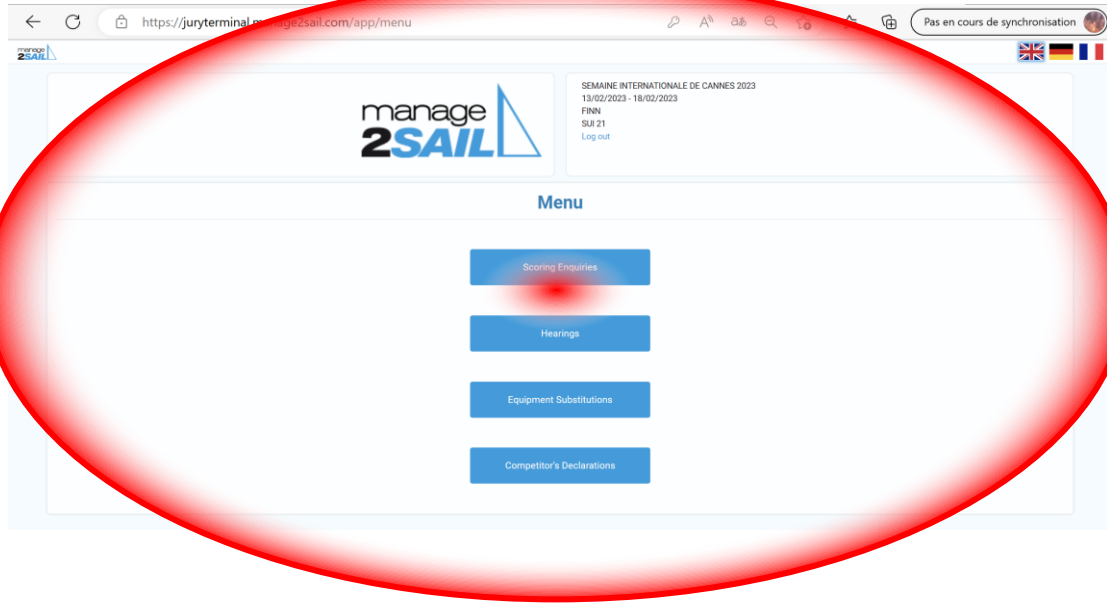 https://juryterminal.manage2sail.com/app/menu
Pas en cours de synchronisation
manage
2SAIL
manage
2SAIL
SEMAINE INTERNATIONALE DE CANNES 2023
13/02/2023 - 18/02/2023
FINN
SUI 21
Log out
Menu
Scoring Enquiries
Hearings
Equipment Substitutions
Competitor's Declarations